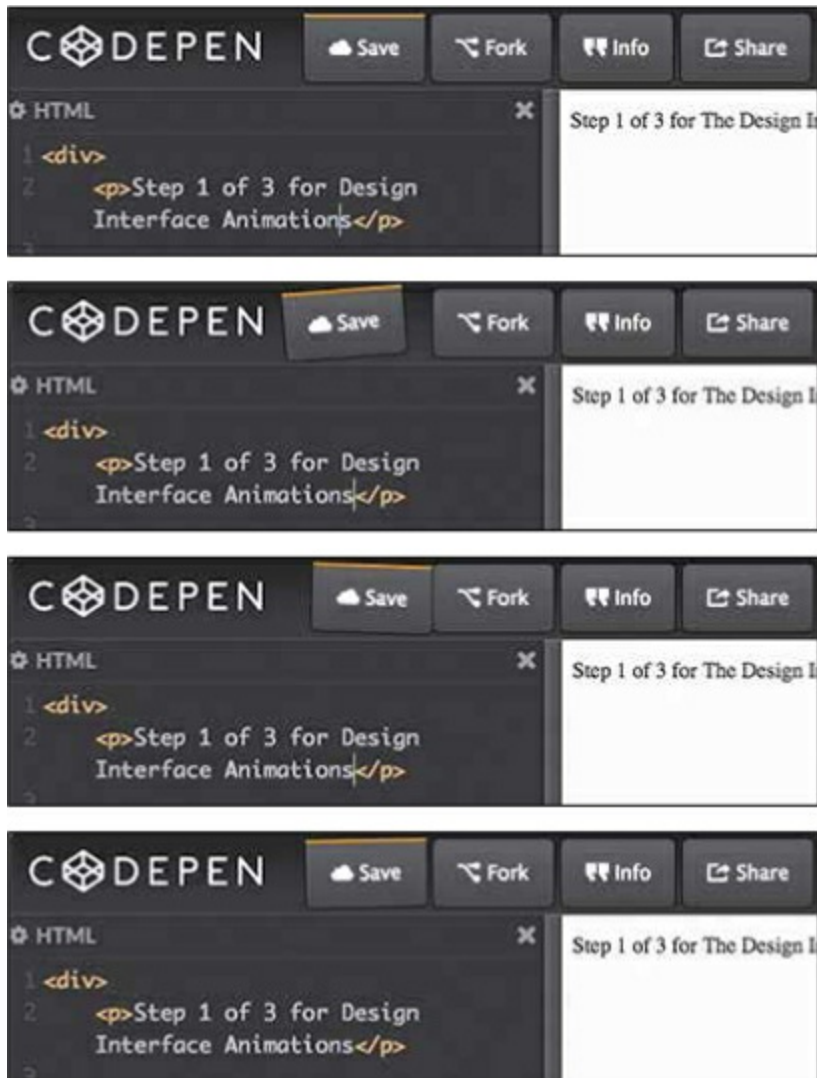 CODEPEN Save Fork Info Share
HTML
1 <div>
2 <p>Step 1 of 3 for Design
Interface Animations</p>
3
Step 1 of 3 for The Design
CODEPEN Save Fork Info Share
HTML
1 <div>
2 <p>Step 1 of 3 for Design
Interface Animations</p>
3
Step 1 of 3 for The Design
CODEPEN Save Fork Info Share
HTML
1 <div>
2 <p>Step 1 of 3 for Design
Interface Animations</p>
3
Step 1 of 3 for The Design
CODEPEN Save Fork Info Share
HTML
1 <div>
2 <p>Step 1 of 3 for Design
Interface Animations</p>
3
Step 1 of 3 for The Design